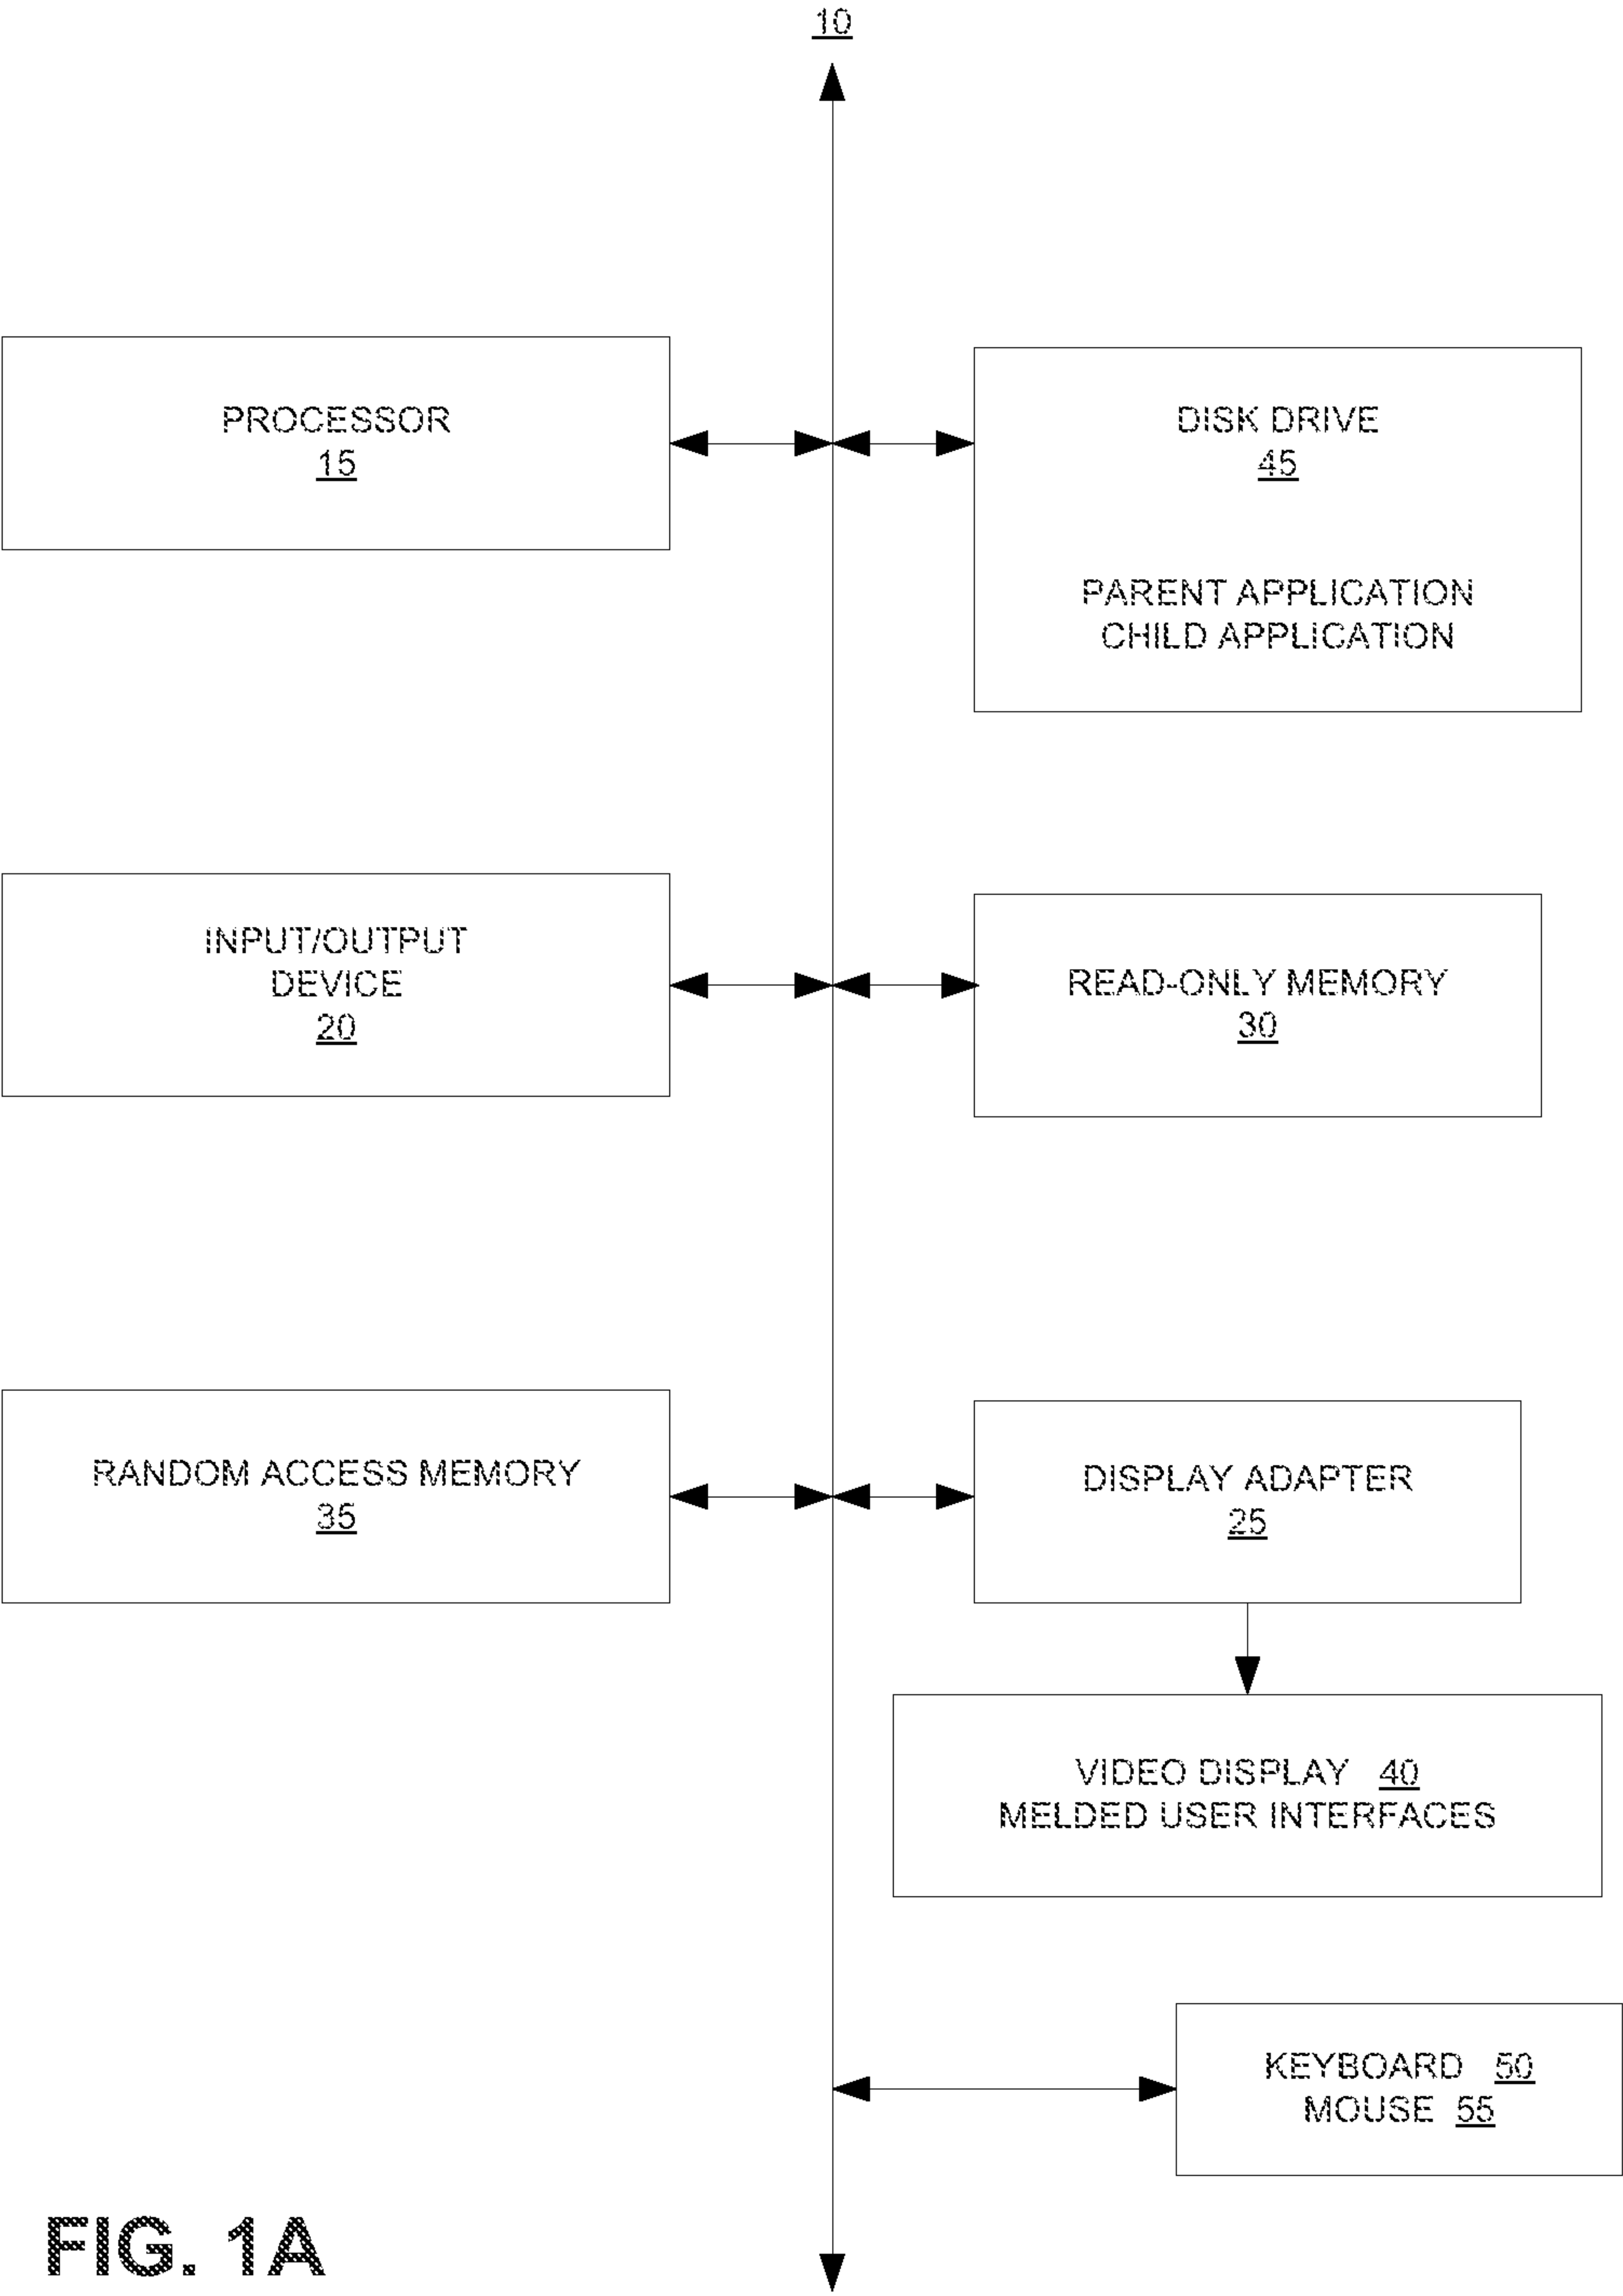 10
PROCESSOR
15
DISK DRIVE
45
PARENT APPLICATION
CHILD APPLICATION
INPUT/OUTPUT
DEVICE
20
READ-ONLY MEMORY
30
RANDOM ACCESS MEMORY
35
DISPLAY ADAPTER
25
VIDEO DISPLAY 40
MELDED USER INTERFACES
KEYBOARD 50
MOUSE 55
FIG. 1A